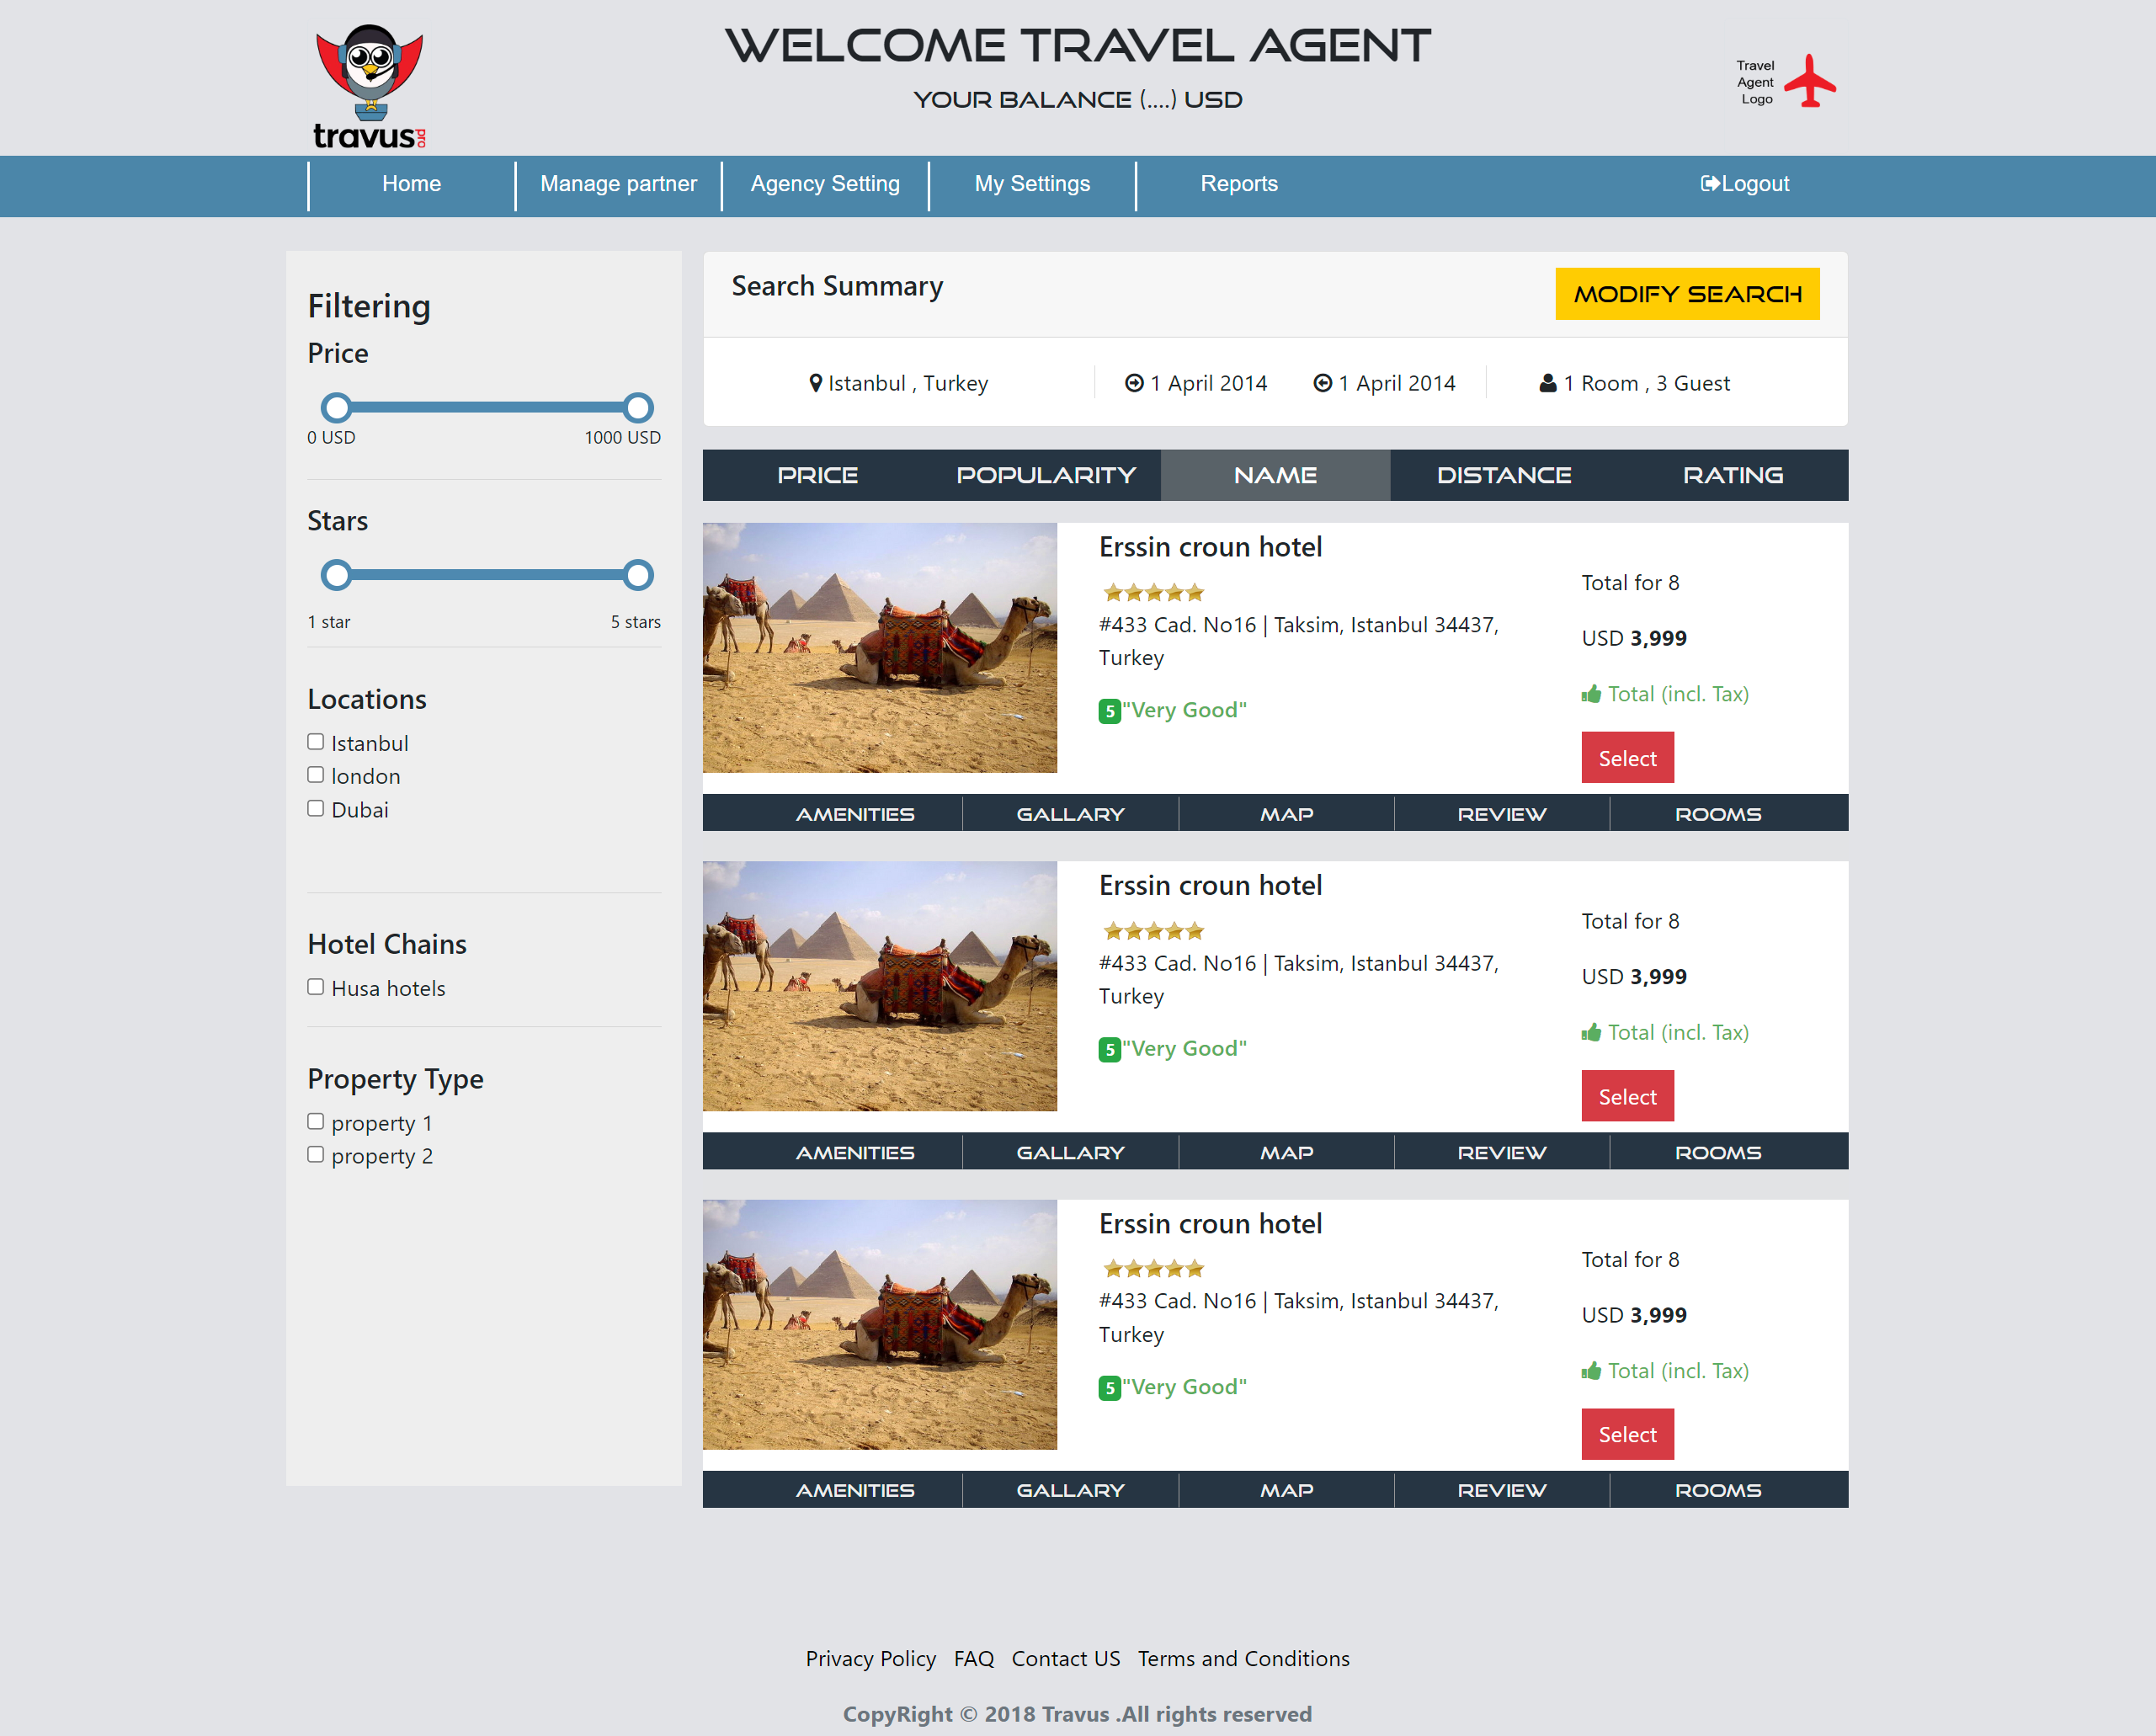 WELCOME TRAVEL AGENT
YOUR BALANCE (....) USD
travus pro
Travel
Agent
Logo
Home
Manage partner
Agency Setting
My Settings
Reports
Logout
Filtering
Price
0 USD
1000 USD
Stars
1 star
5 stars
Locations
Istanbul
london
Dubai
Hotel Chains
Husa hotels
Property Type
property 1
property 2
Search Summary
MODIFY SEARCH
Istanbul , Turkey
1 April 2014
1 April 2014
1 Room , 3 Guest
PRICE
POPULARITY
NAME
DISTANCE
RATING
Erssin croun hotel
#433 Cad. No16 | Taksim, Istanbul 34437,
Turkey
5 "Very Good"
Total for 8
USD 3,999
Total (incl. Tax)
Select
AMENITIES
GALLARY
MAP
REVIEW
ROOMS
Erssin croun hotel
#433 Cad. No16 | Taksim, Istanbul 34437,
Turkey
5 "Very Good"
Total for 8
USD 3,999
Total (incl. Tax)
Select
AMENITIES
GALLARY
MAP
REVIEW
ROOMS
Erssin croun hotel
#433 Cad. No16 | Taksim, Istanbul 34437,
Turkey
5 "Very Good"
Total for 8
USD 3,999
Total (incl. Tax)
Select
AMENITIES
GALLARY
MAP
REVIEW
ROOMS
Privacy Policy
FAQ
Contact US
Terms and Conditions
CopyRight © 2018 Travus .All rights reserved